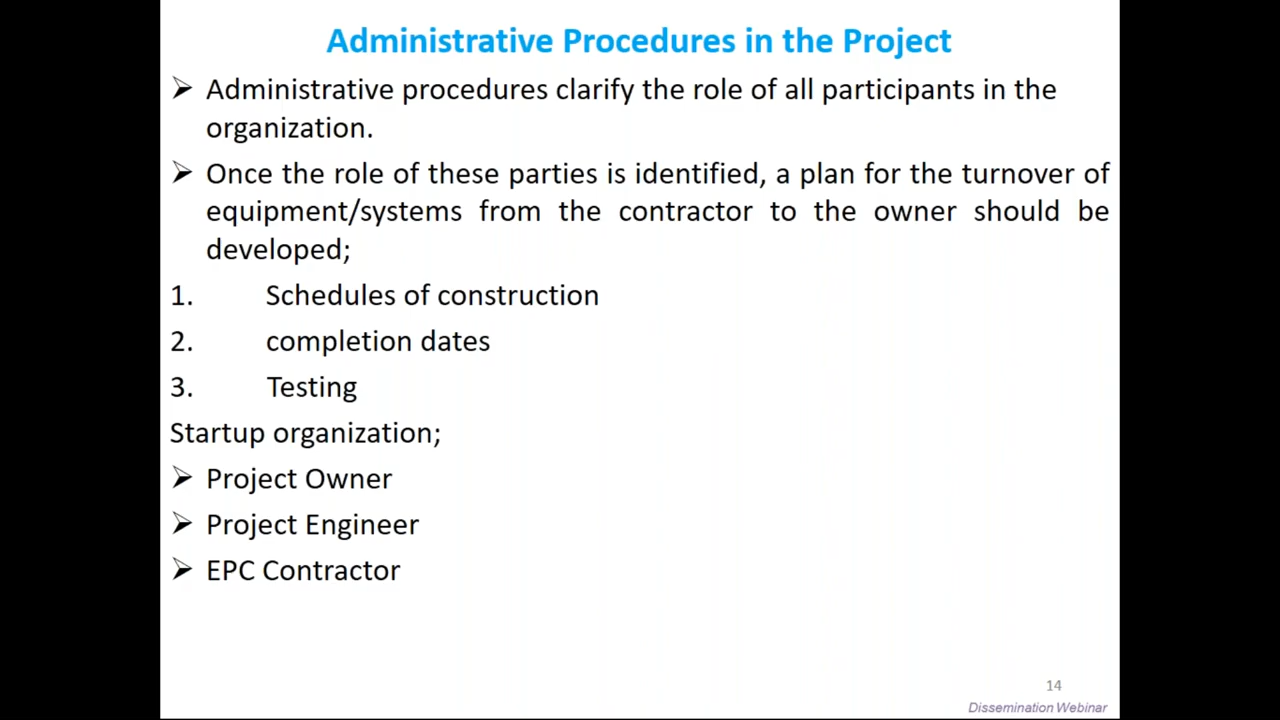 Administrative Procedures in the Project
➢ Administrative procedures clarify the role of all participants in the
organization.
➢ Once the role of these parties is identified, a plan for the turnover of
equipment/systems from the contractor to the owner should be
developed;
1. Schedules of construction
2. completion dates
3. Testing
Startup organization;
➢ Project Owner
➢ Project Engineer
➢ EPC Contractor
14
Dissemination Webinar